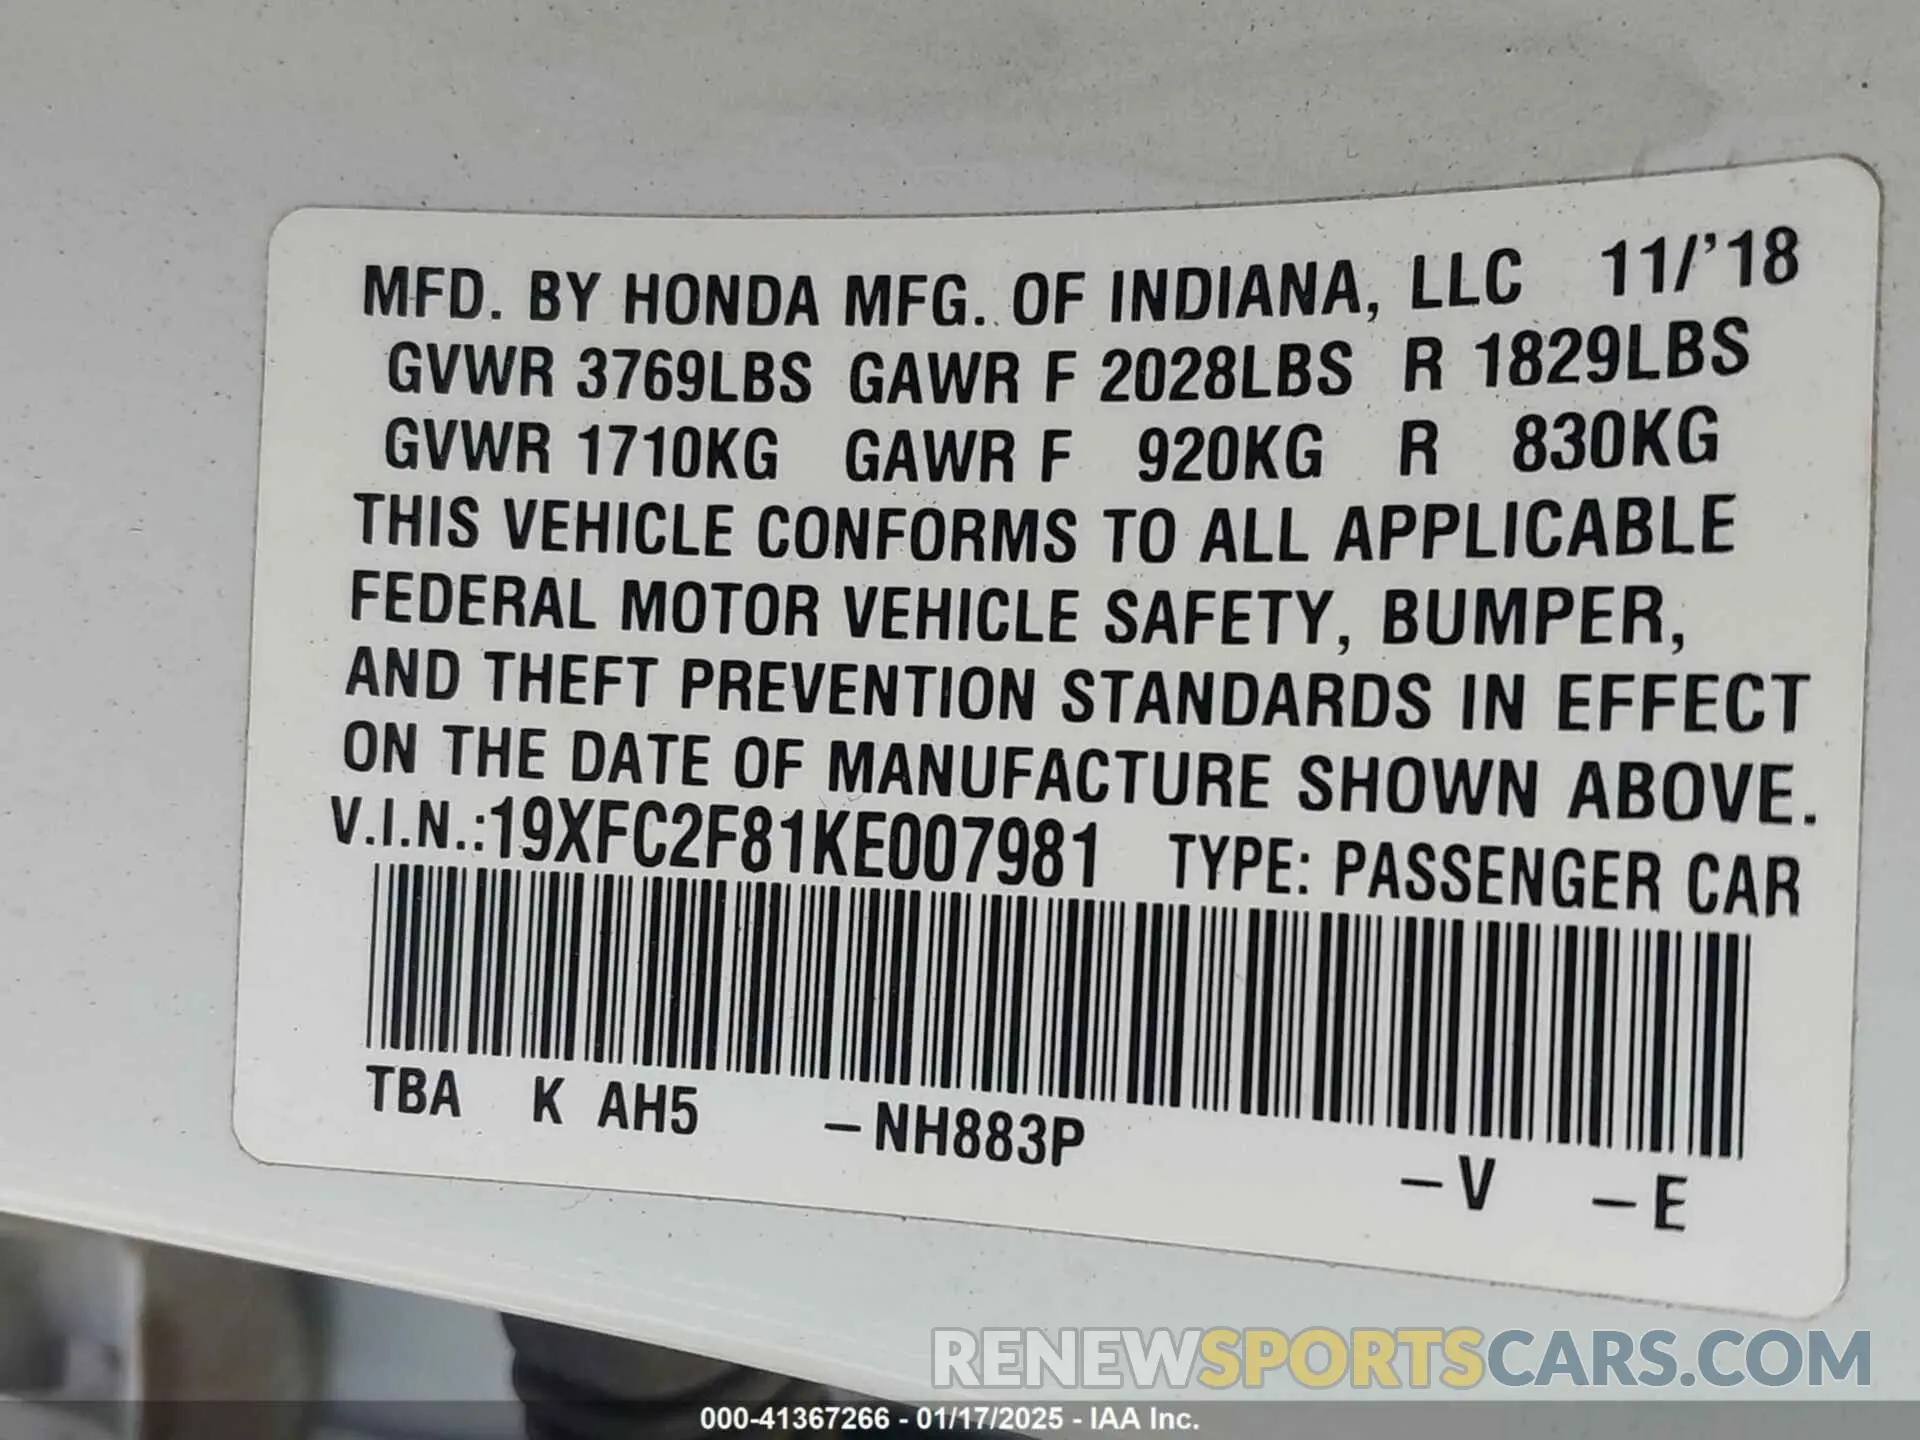 MFD. BY HONDA MFG. OF INDIANA, LLC 11/'18
GVWR 3769LBS GAWR F 2028LBS R 1829LBS
GVWR 1710KG GAWR F 920KG R 830KG
THIS VEHICLE CONFORMS TO ALL APPLICABLE
FEDERAL MOTOR VEHICLE SAFETY, BUMPER,
AND THEFT PREVENTION STANDARDS IN EFFECT
ON THE DATE OF MANUFACTURE SHOWN ABOVE.
V.I.N.:19XFC2F81KE007981 TYPE: PASSENGER CAR
TBA K AH5 -NH883P -V -E
RENEWSPORTSCARS.COM
000-41367266 - 01/17/2025 - IAA Inc.